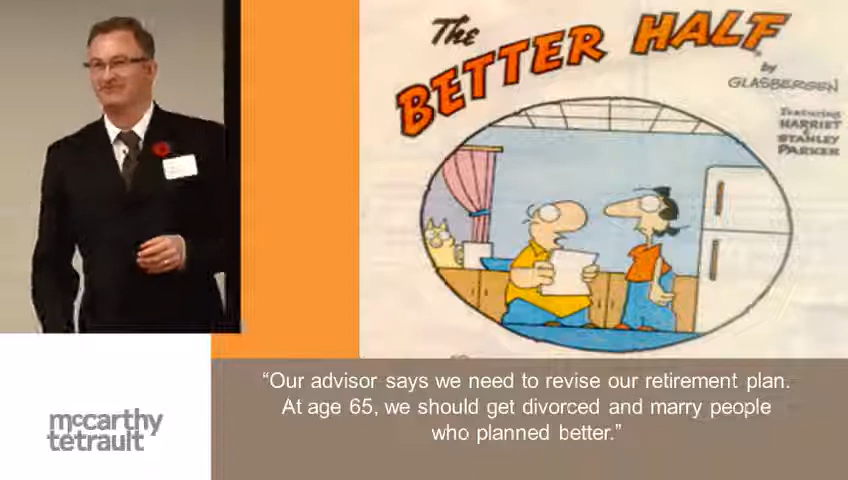 The
BETTER HALF
by
GLASBERGEN
Featuring
HARRIET
&
STANLEY
PARKER
“Our advisor says we need to revise our retirement plan.
At age 65, we should get divorced and marry people
who planned better.”
mccarthy
tetrault